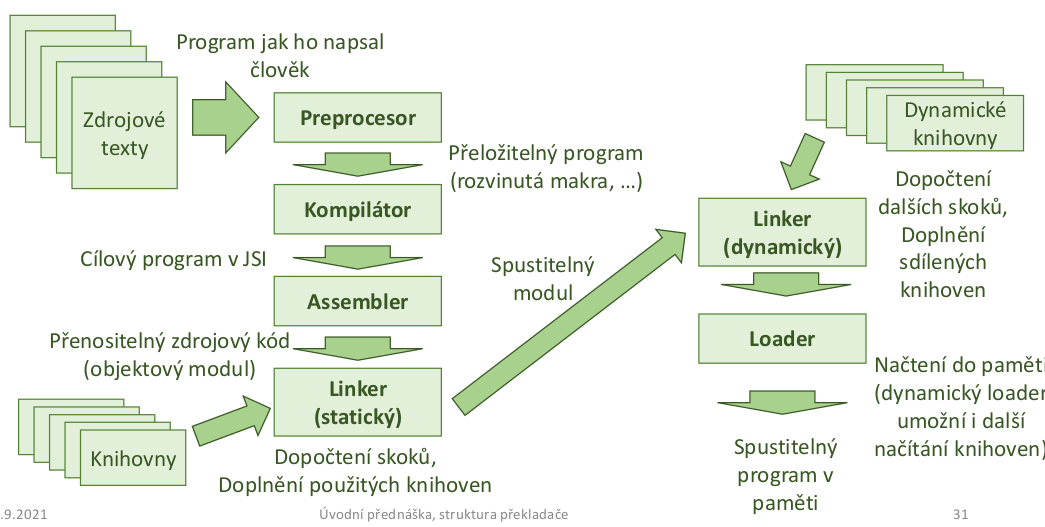 Program jak ho napsal
člověk
Zdrojové
texty
Preprocesor
Přeložitelný program
(rozvinutá makra, …)
Kompilátor
Cílový program v JSI
Assembler
Přenositelný zdrojový kód
(objektový modul)
Linker
(statický)
Knihovny
Dopočtení skoků,
Doplnění použitých knihoven
Spustitelný
modul
Dynamické
knihovny
Dopočtení
dalších skoků,
Doplnění
sdílených
knihoven
Linker
(dynamický)
Loader
Načtení do paměti
(dynamický loader
umožní i další
načítání knihoven)
Spustitelný
program v
paměti
.9.2021
Úvodní přednáška, struktura překladače
31